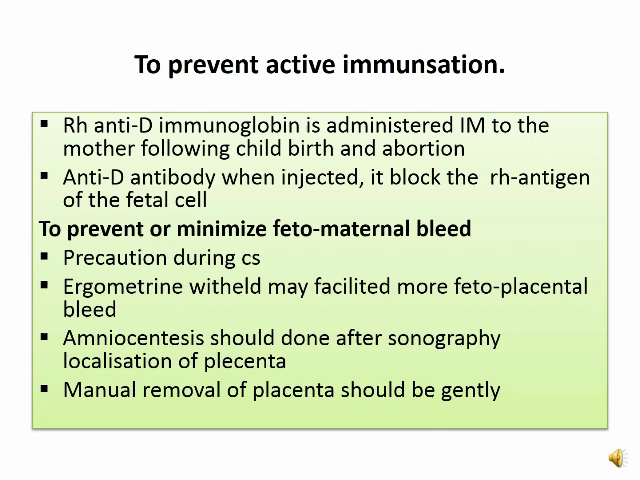 To prevent active immunsation.
▪ Rh anti-D immunoglobin is administered IM to the
mother following child birth and abortion
▪ Anti-D antibody when injected, it block the rh-antigen
of the fetal cell
To prevent or minimize feto-maternal bleed
▪ Precaution during cs
▪ Ergometrine witheld may facilited more feto-placental
bleed
▪ Amniocentesis should done after sonography
localisation of plecenta
▪ Manual removal of placenta should be gently